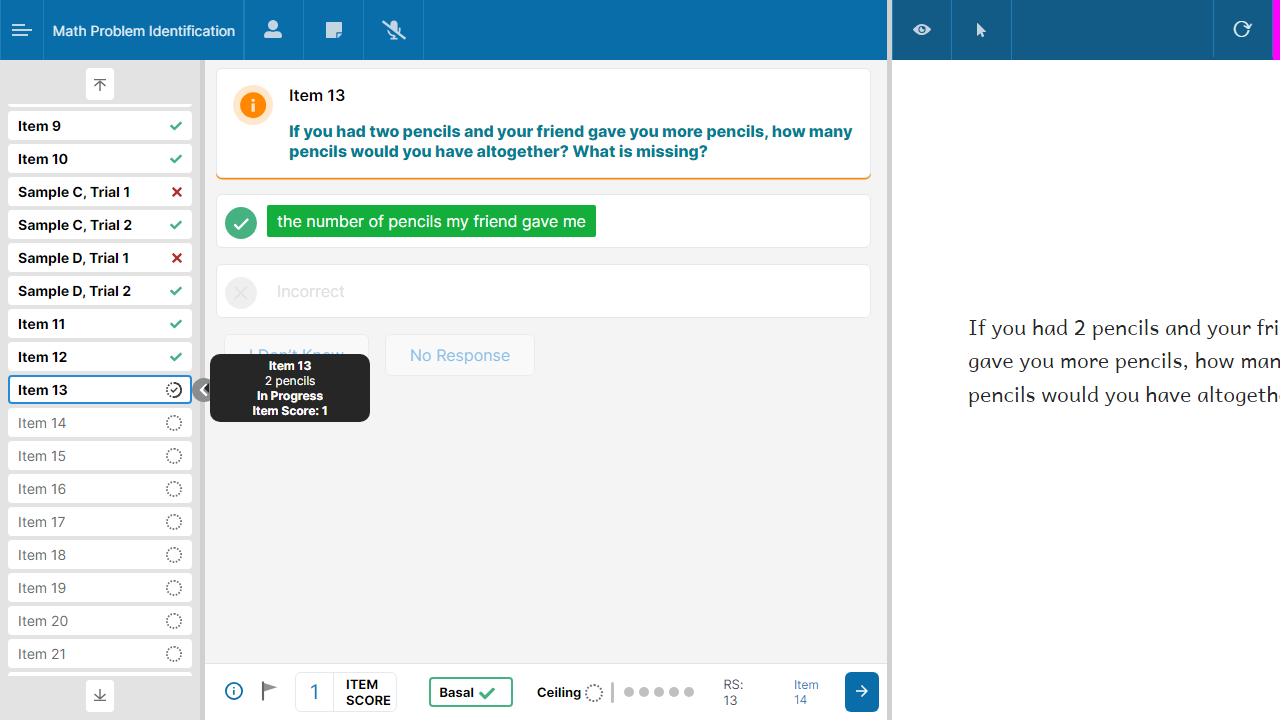 Math Problem Identification
Item 9
Item 10
Sample C, Trial 1
Sample C, Trial 2
Sample D, Trial 1
Sample D, Trial 2
Item 11
Item 12
Item 13
Item 14
Item 15
Item 16
Item 17
Item 18
Item 19
Item 20
Item 21
Item 13
If you had two pencils and your friend gave you more pencils, how many
pencils would you have altogether? What is missing?
the number of pencils my friend gave me
Incorrect
I Don't Know
No Response
Item 13
2 pencils
In Progress
Item Score: 1
1
ITEM
SCORE
Basal
Ceiling
RS:
13
Item
14
If you had 2 pencils and your fri
gave you more pencils, how man
pencils would you have altogeth